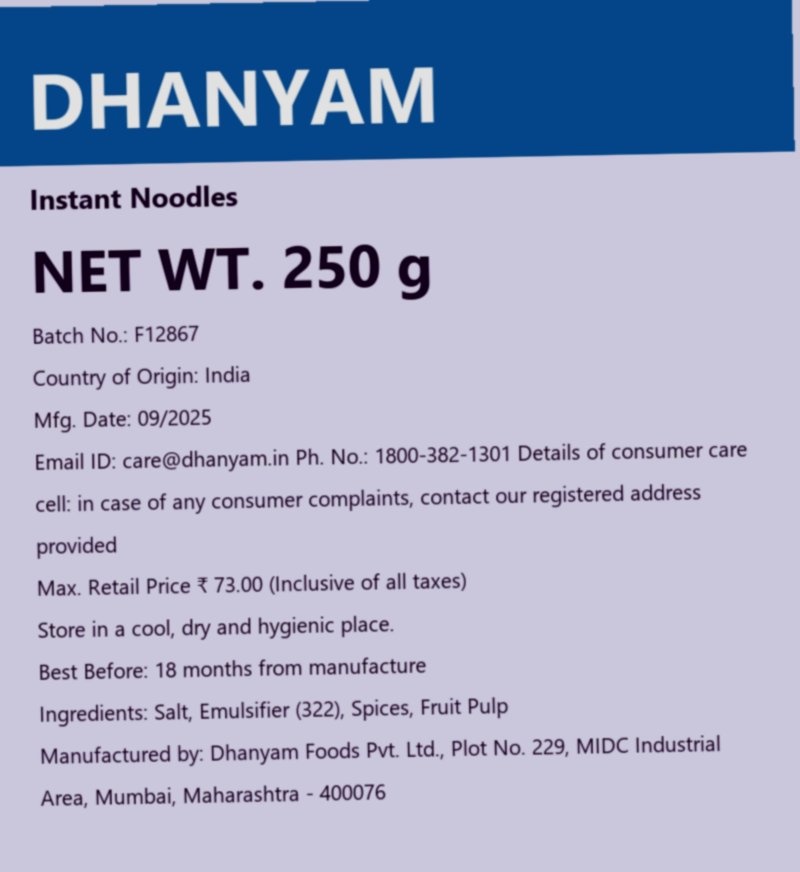 DHANYAM
Instant Noodles
NET WT. 250 g
Batch No.: F12867
Country of Origin: India
Mfg. Date: 09/2025
Email ID: care@dhanyam.in Ph. No.: 1800-382-1301 Details of consumer care
cell: in case of any consumer complaints, contact our registered address
provided
Max. Retail Price ₹ 73.00 (Inclusive of all taxes)
Store in a cool, dry and hygienic place.
Best Before: 18 months from manufacture
Ingredients: Salt, Emulsifier (322), Spices, Fruit Pulp
Manufactured by: Dhanyam Foods Pvt. Ltd., Plot No. 229, MIDC Industrial
Area, Mumbai, Maharashtra - 400076